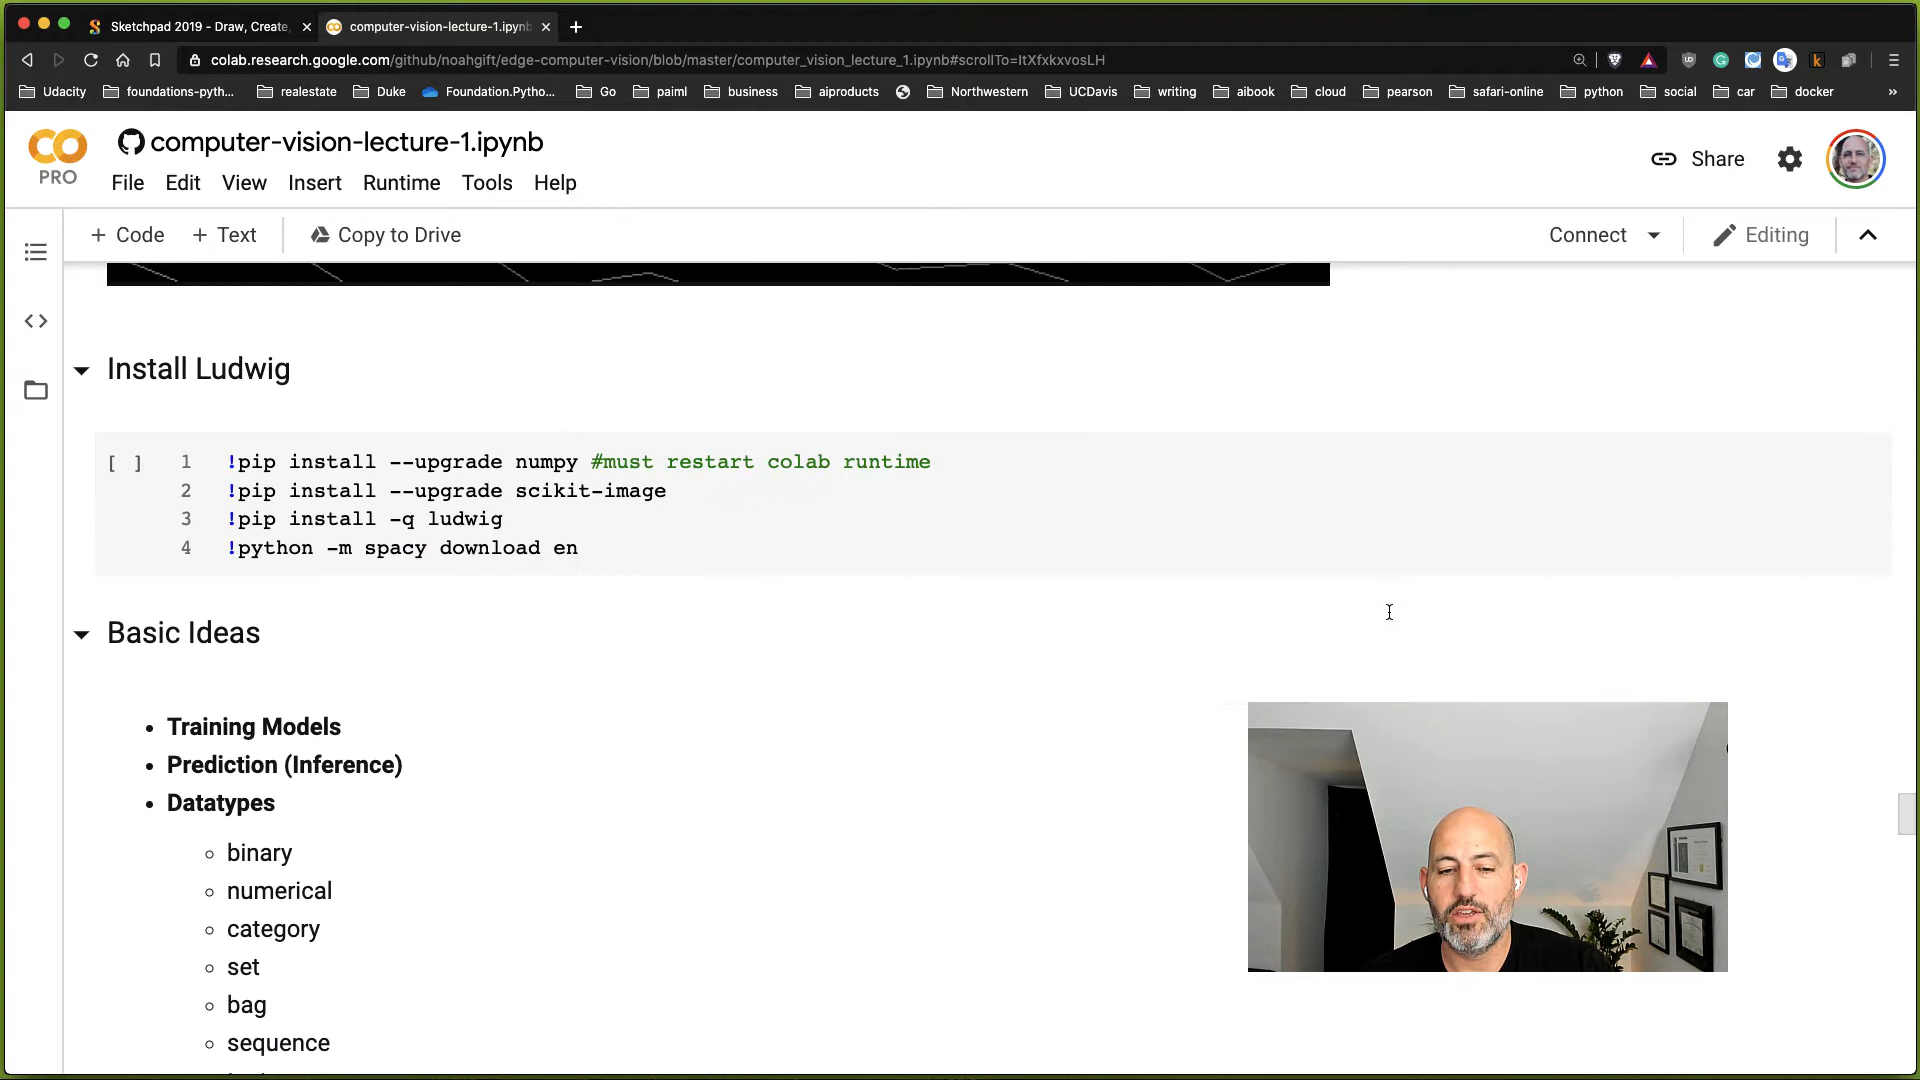 Sketchpad 2019 - Draw, Create,
computer-vision-lecture-1.ipynb
colab.research.google.com/github/noahgift/edge-computer-vision/blob/master/computer_vision_lecture_1.ipynb#scrollTo=ItXfxkxvosLH
Udacity foundations-pyth... realestate Duke Foundation.Pytho... Go paiml business aiproducts Northwestern UCDavis writing aibook cloud pearson safari-online python social car docker »
computer-vision-lecture-1.ipynb
PRO
File Edit View Insert Runtime Tools Help
Share
+ Code + Text Copy to Drive
Connect Editing
Install Ludwig
[ ] 1 !pip install --upgrade numpy #must restart colab runtime
2 !pip install --upgrade scikit-image
3 !pip install -q ludwig
4 !python -m spacy download en
Basic Ideas
• Training Models
• Prediction (Inference)
• Datatypes
binary
numerical
category
set
bag
sequence